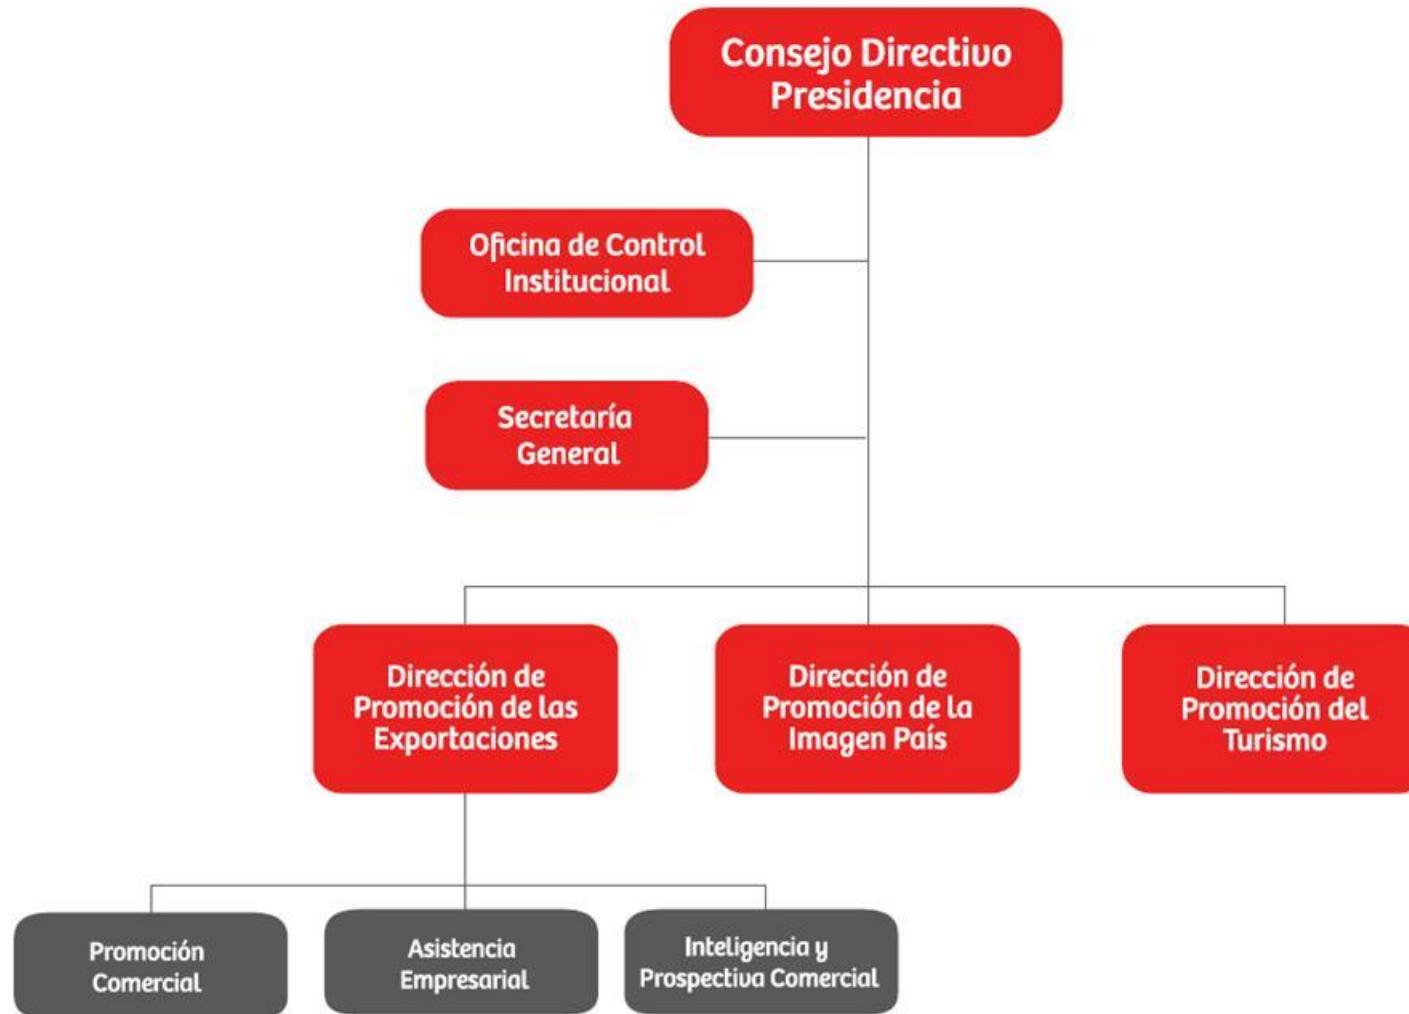 Consejo Directivo
Presidencia
Oficina de Control
Institucional
Secretaría
General
Dirección de
Promoción de las
Exportaciones
Dirección de
Promoción de la
Imagen País
Dirección de
Promoción del
Turismo
Promoción
Comercial
Asistencia
Empresarial
Inteligencia y
Prospectiva Comercial